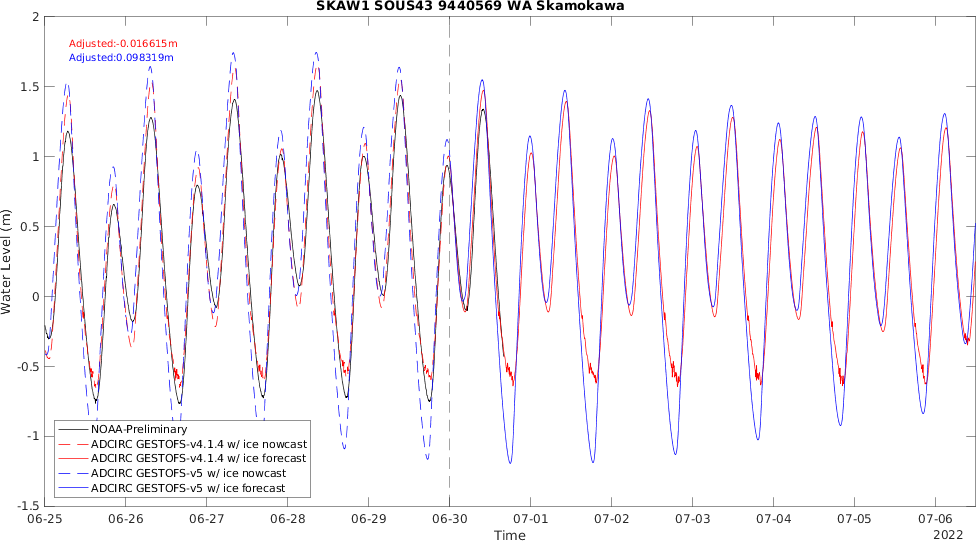 SKAW1 SOUS43 9440569 WA Skamokawa
Adjusted:-0.016615m
Adjusted:0.098319m
2
1.5
1
0.5
0
-0.5
-1
-1.5
Water Level (m)
NOAA-Preliminary
ADCIRC GESTOFS-v4.1.4 w/ ice nowcast
ADCIRC GESTOFS-v4.1.4 w/ ice forecast
ADCIRC GESTOFS-v5 w/ ice nowcast
ADCIRC GESTOFS-v5 w/ ice forecast
06-25 06-26 06-27 06-28 06-29 06-30 07-01 07-02 07-03 07-04 07-05 07-06
Time
2022